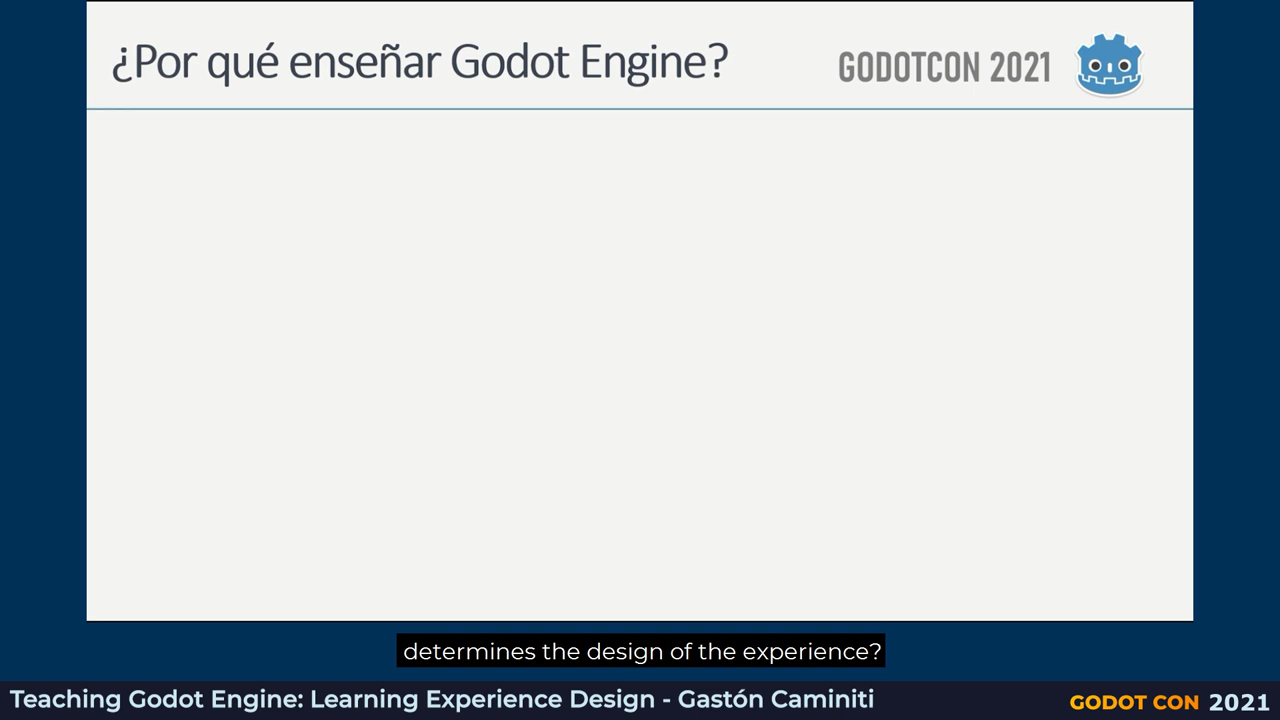 ¿Por qué enseñar Godot Engine?
GODOTCON 2021
determines the design of the experience?
Teaching Godot Engine: Learning Experience Design - Gastón Caminiti
GODOT CON 2021